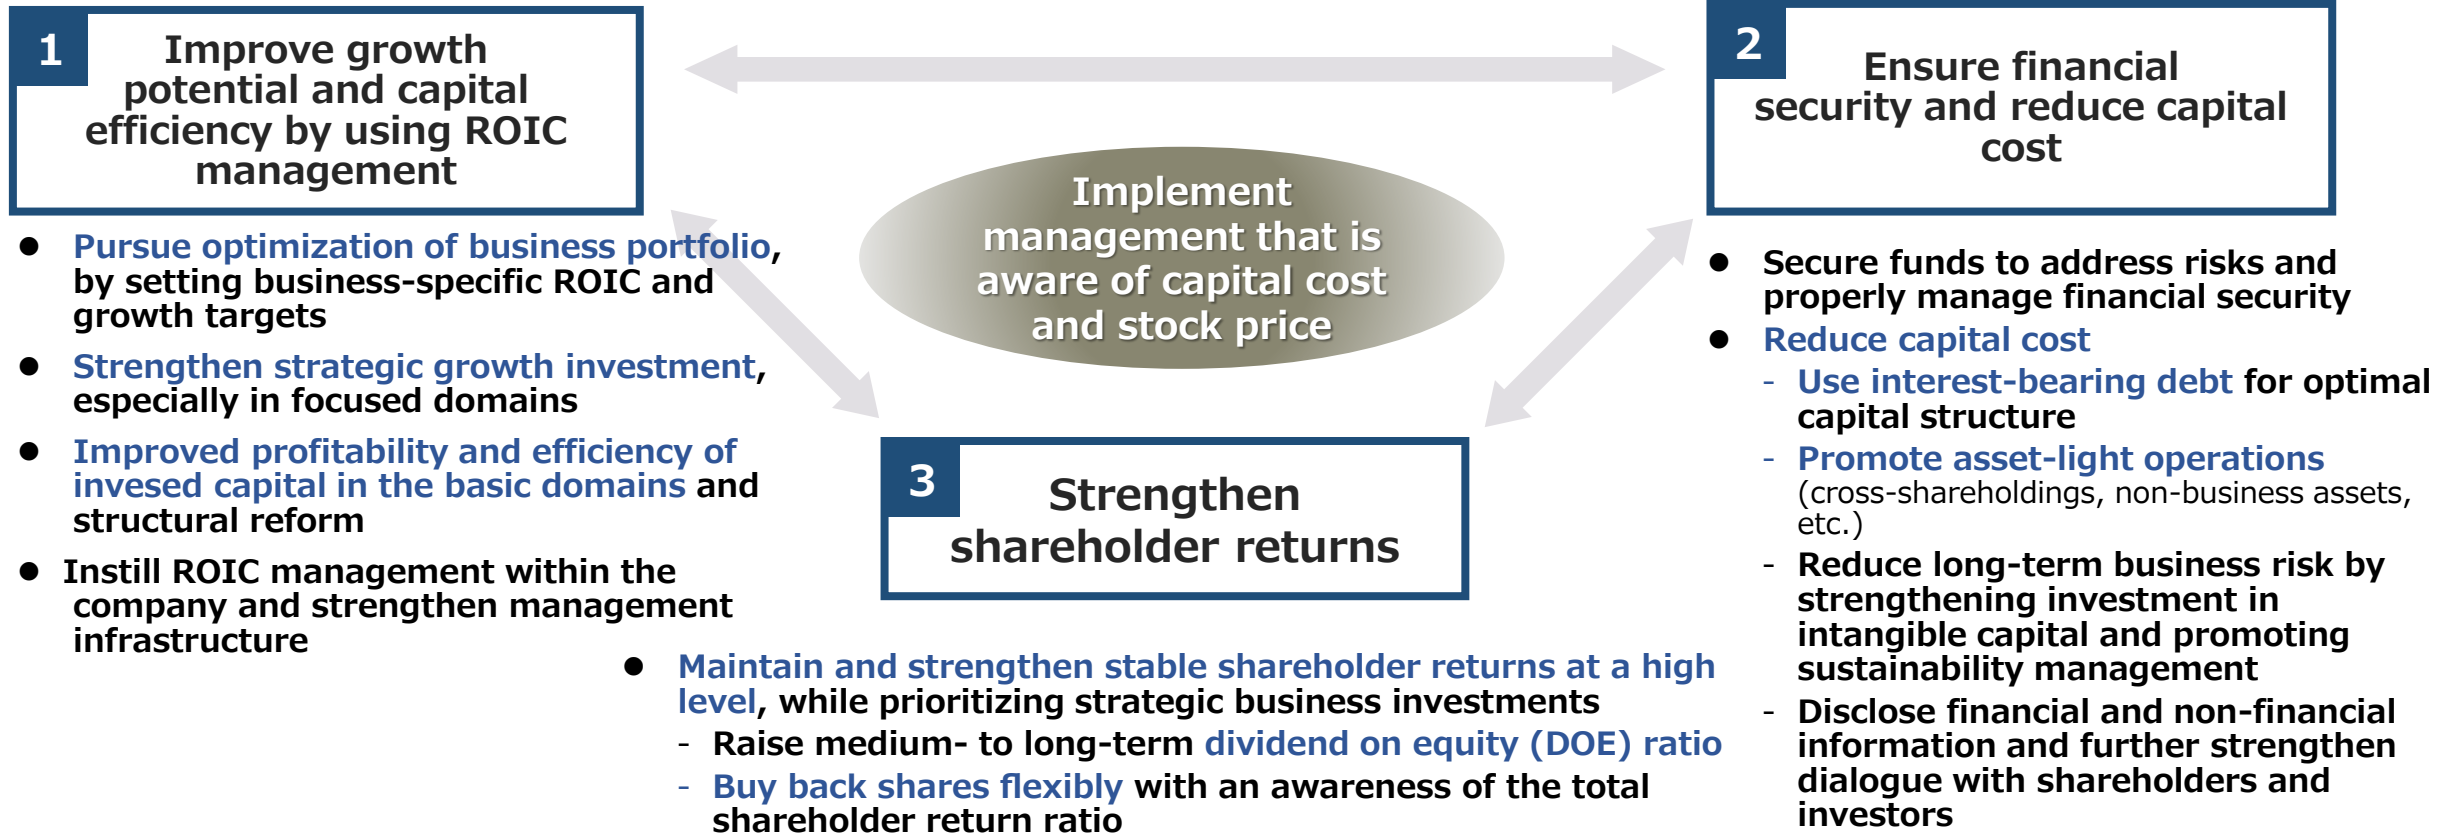 1
Improve growth
potential and capital
efficiency by using ROIC
management
● Pursue optimization of business portfolio,
by setting business-specific ROIC and
growth targets
● Strengthen strategic growth investment,
especially in focused domains
● Improved profitability and efficiency of
invesed capital in the basic domains and
structural reform
● Instill ROIC management within the
company and strengthen management
infrastructure
Implement
management that is
aware of capital cost
and stock price
2
Ensure financial
security and reduce capital
cost
● Secure funds to address risks and
properly manage financial security
● Reduce capital cost
- Use interest-bearing debt for optimal
capital structure
- Promote asset-light operations
(cross-shareholdings, non-business assets,
etc.)
- Reduce long-term business risk by
strengthening investment in
intangible capital and promoting
sustainability management
- Disclose financial and non-financial
information and further strengthen
dialogue with shareholders and
investors
3
Strengthen
shareholder returns
● Maintain and strengthen stable shareholder returns at a high
level, while prioritizing strategic business investments
- Raise medium- to long-term dividend on equity (DOE) ratio
- Buy back shares flexibly with an awareness of the total
shareholder return ratio